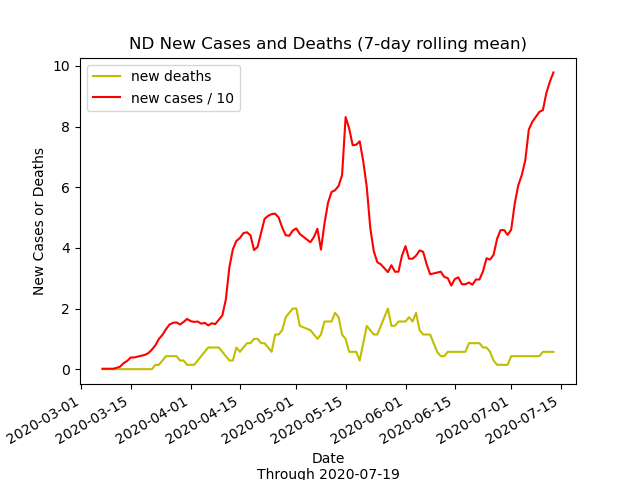 ND New Cases and Deaths (7-day rolling mean)
new deaths
new cases / 10
New Cases or Deaths
10
8
6
4
2
0
2020-03-01
2020-03-15
2020-04-01
2020-04-15
2020-05-01
2020-05-15
2020-06-01
2020-06-15
2020-07-01
2020-07-15
Date
Through 2020-07-19